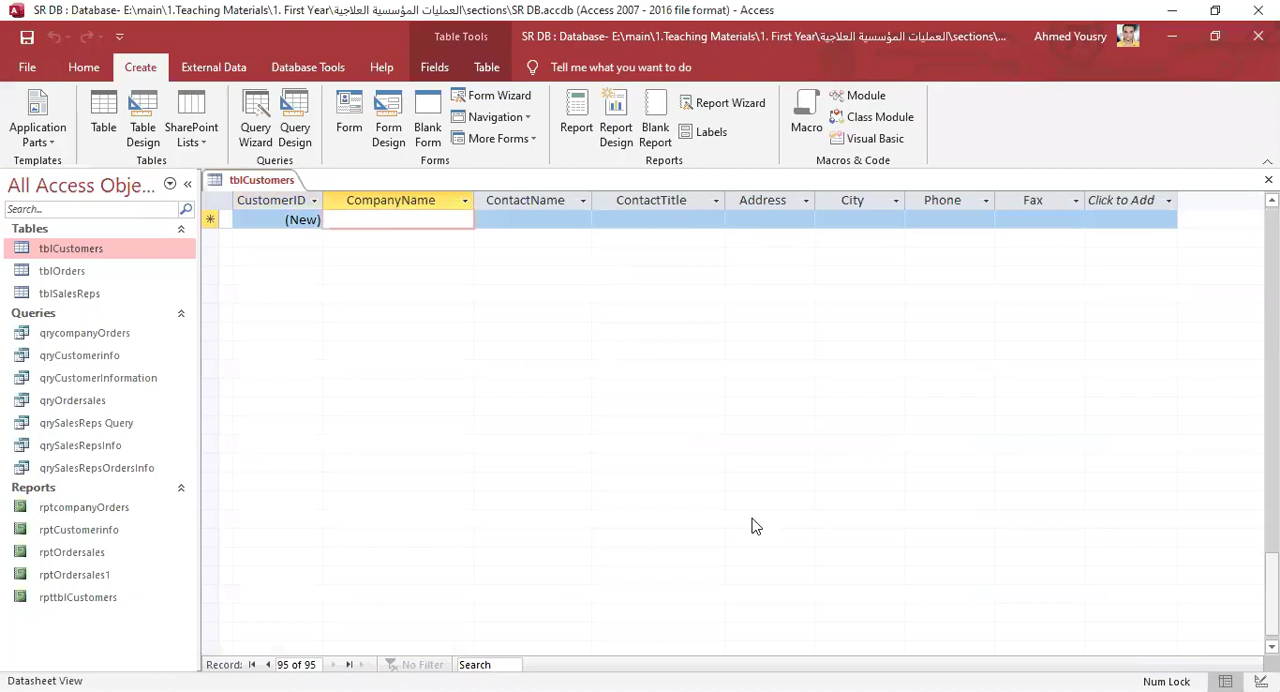 SR DB : Database- E:\main\1.Teaching Materials\1. First Year\العمليات المؤسسية العلاجية\sections\SR DB.accdb (Access 2007 - 2016 file format) - Access
Table Tools
SR DB : Database- E:\main\1.Teaching Materials\1. First Year\العمليات المؤسسية العلاجية\sections\SR DB....
Ahmed Yousry
File Home Create External Data Database Tools Help Fields Table Tell me what you want to do
Application Parts
Templates
Table
Table Design
SharePoint Lists
Tables
Query Wizard
Query Design
Queries
Form
Form Design
Blank Form
Form Wizard
Navigation
More Forms
Forms
Report
Report Design
Blank Report
Report Wizard
Labels
Reports
Macro
Module
Class Module
Visual Basic
Macros & Code
All Access Obje...
Search...
Tables
tblCustomers
tblOrders
tblSalesReps
Queries
qrycompanyOrders
qryCustomerinfo
qryCustomerInformation
qryOrdersales
qrySalesReps Query
qrySalesRepsInfo
qrySalesRepsOrdersInfo
Reports
rptcompanyOrders
rptCustomerinfo
rptOrdersales
rptOrdersales1
rpttblCustomers
tblCustomers
CustomerID CompanyName ContactName ContactTitle Address City Phone Fax Click to Add
(New)
Record: 95 of 95 No Filter Search
Datasheet View
Num Lock